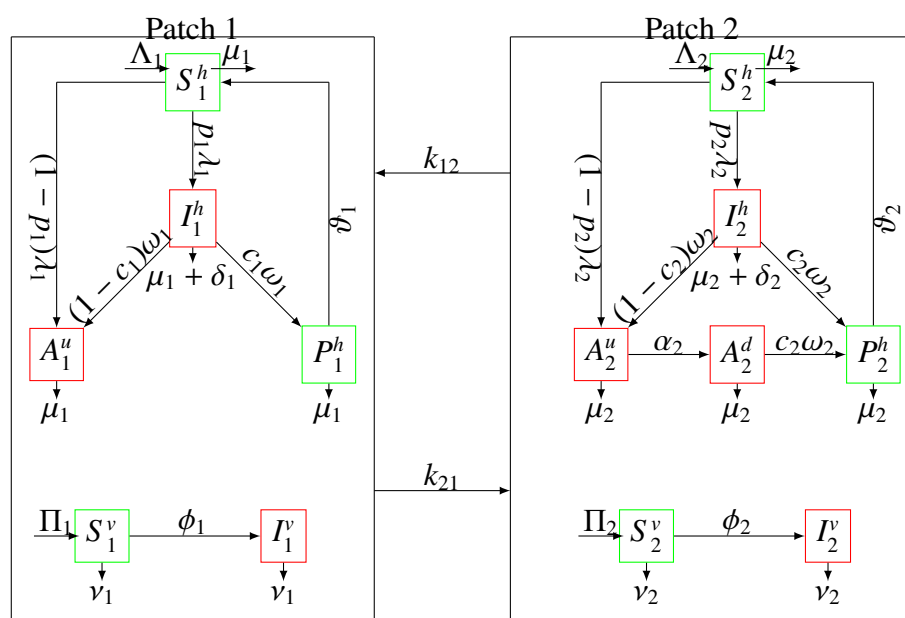 Patch 1
Λ₁
μ₁
S₁ʰ
(1 − p₁)λ₁
p₁λ₁
ϑ₁
I₁ʰ
(1 − c₁)ω₁
μ₁ + δ₁
c₁ω₁
A₁ᵘ
P₁ʰ
μ₁
μ₁
Π₁
S₁ᵛ
ϕ₁
I₁ᵛ
ν₁
ν₁
k₁₂
k₂₁
Patch 2
Λ₂
μ₂
S₂ʰ
(1 − p₂)λ₂
p₂λ₂
ϑ₂
I₂ʰ
(1 − c₂)ω₂
μ₂ + δ₂
c₂ω₂
A₂ᵘ
α₂
A₂ᵈ
c₂ω₂
P₂ʰ
μ₂
μ₂
μ₂
Π₂
S₂ᵛ
ϕ₂
I₂ᵛ
ν₂
ν₂